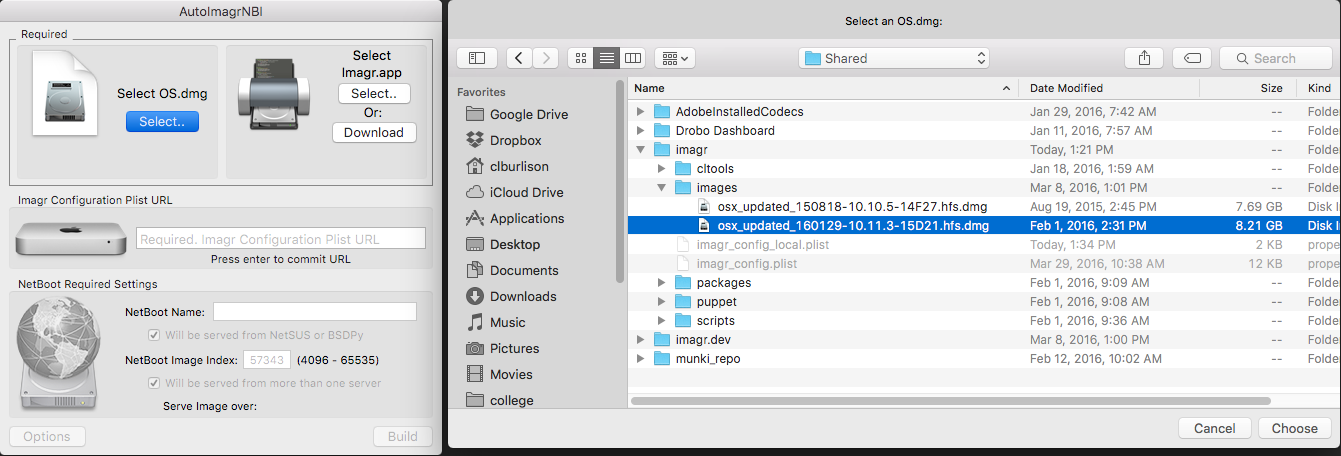 AutoImagrNBI
Required
Select OS.dmg
Select..
Select
Imagr.app
Select..
Or:
Download
Imagr Configuration Plist URL
Required. Imagr Configuration Plist URL
Press enter to commit URL
NetBoot Required Settings
NetBoot Name:
Will be served from NetSUS or BSDPy
NetBoot Image Index: 57343 (4096 - 65535)
Will be served from more than one server
Serve Image over:
Options Build
Select an OS.dmg:
Shared
Search
Favorites
Google Drive
Dropbox
clburlison
iCloud Drive
Applications
Desktop
Documents
Downloads
Music
Pictures
Movies
college
Name Date Modified Size Kind
AdobeInstalledCodecs Jan 29, 2016, 7:42 AM -- Folde
Drobo Dashboard Jan 11, 2016, 7:57 AM -- Folde
imagr Today, 1:21 PM -- Folde
cltools Jan 18, 2016, 1:59 AM -- Folde
images Mar 8, 2016, 1:01 PM -- Folde
osx_updated_150818-10.10.5-14F27.hfs.dmg Aug 19, 2015, 2:45 PM 7.69 GB Disk I
osx_updated_160129-10.11.3-15D21.hfs.dmg Feb 1, 2016, 2:31 PM 8.21 GB Disk I
imagr_config_local.plist Today, 1:34 PM 2 KB prope
imagr_config.plist Mar 29, 2016, 10:38 AM 12 KB prope
packages Feb 1, 2016, 9:09 AM -- Folde
puppet Feb 1, 2016, 9:08 AM -- Folde
scripts Feb 1, 2016, 9:36 AM -- Folde
imagr.dev Mar 8, 2016, 1:00 PM -- Folde
munki_repo Feb 12, 2016, 10:02 AM -- Folde
Cancel Choose